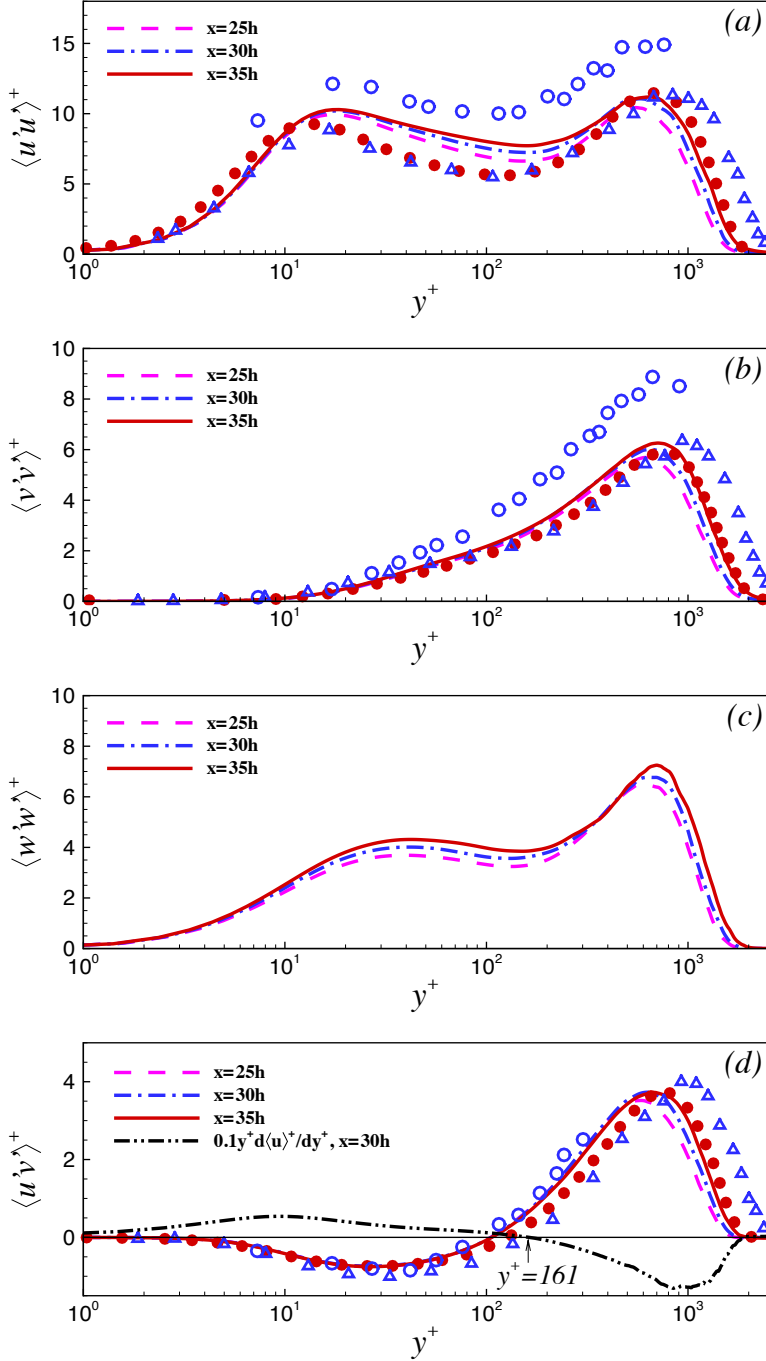 (a)
x=25h
x=30h
x=35h
15
10
5
0
⟨u'u'⟩⁺
10⁰ 10¹ 10² 10³
y⁺
(b)
x=25h
x=30h
x=35h
10
8
6
4
2
0
⟨v'v'⟩⁺
10⁰ 10¹ 10² 10³
y⁺
(c)
x=25h
x=30h
x=35h
10
8
6
4
2
0
⟨w'w'⟩⁺
10⁰ 10¹ 10² 10³
y⁺
(d)
x=25h
x=30h
x=35h
0.1y⁺d⟨u⟩⁺/dy⁺, x=30h
4
2
0
⟨u'v'⟩⁺
y⁺=161
10⁰ 10¹ 10² 10³
y⁺